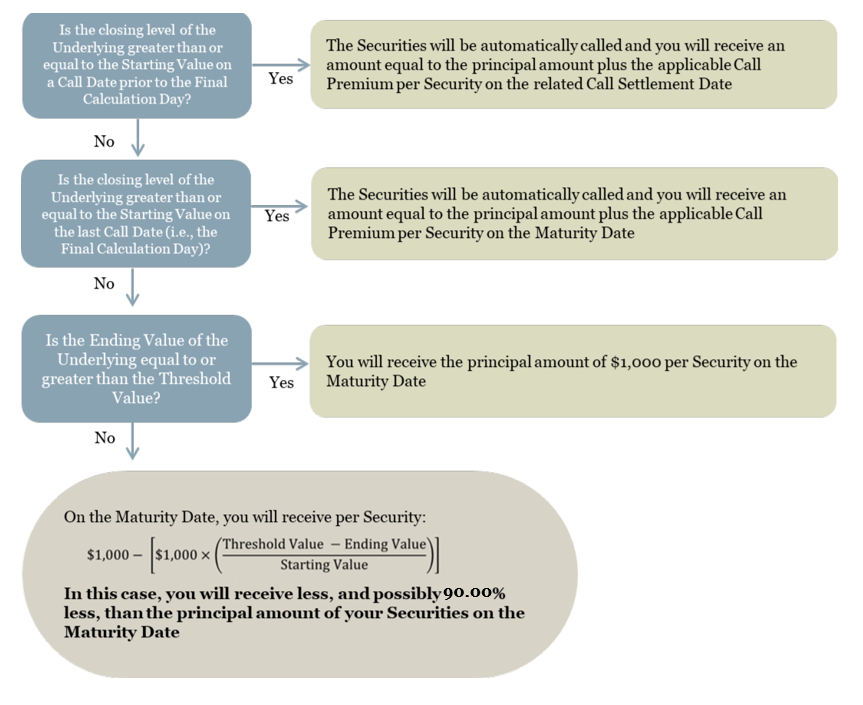 Is the closing level of the
Underlying greater than or
equal to the Starting Value on
a Call Date prior to the Final
Calculation Day?
Yes
The Securities will be automatically called and you will receive an
amount equal to the principal amount plus the applicable Call
Premium per Security on the related Call Settlement Date
No
Is the closing level of the
Underlying greater than or
equal to the Starting Value on
the last Call Date (i.e., the
Final Calculation Day)?
Yes
The Securities will be automatically called and you will receive an
amount equal to the principal amount plus the applicable Call
Premium per Security on the Maturity Date
No
Is the Ending Value of the
Underlying equal to or
greater than the Threshold
Value?
Yes
You will receive the principal amount of $1,000 per Security on the
Maturity Date
No
On the Maturity Date, you will receive per Security:
$1,000 − [$1,000 × (Threshold Value − Ending Value / Starting Value)]
In this case, you will receive less, and possibly 90.00%
less, than the principal amount of your Securities on the
Maturity Date